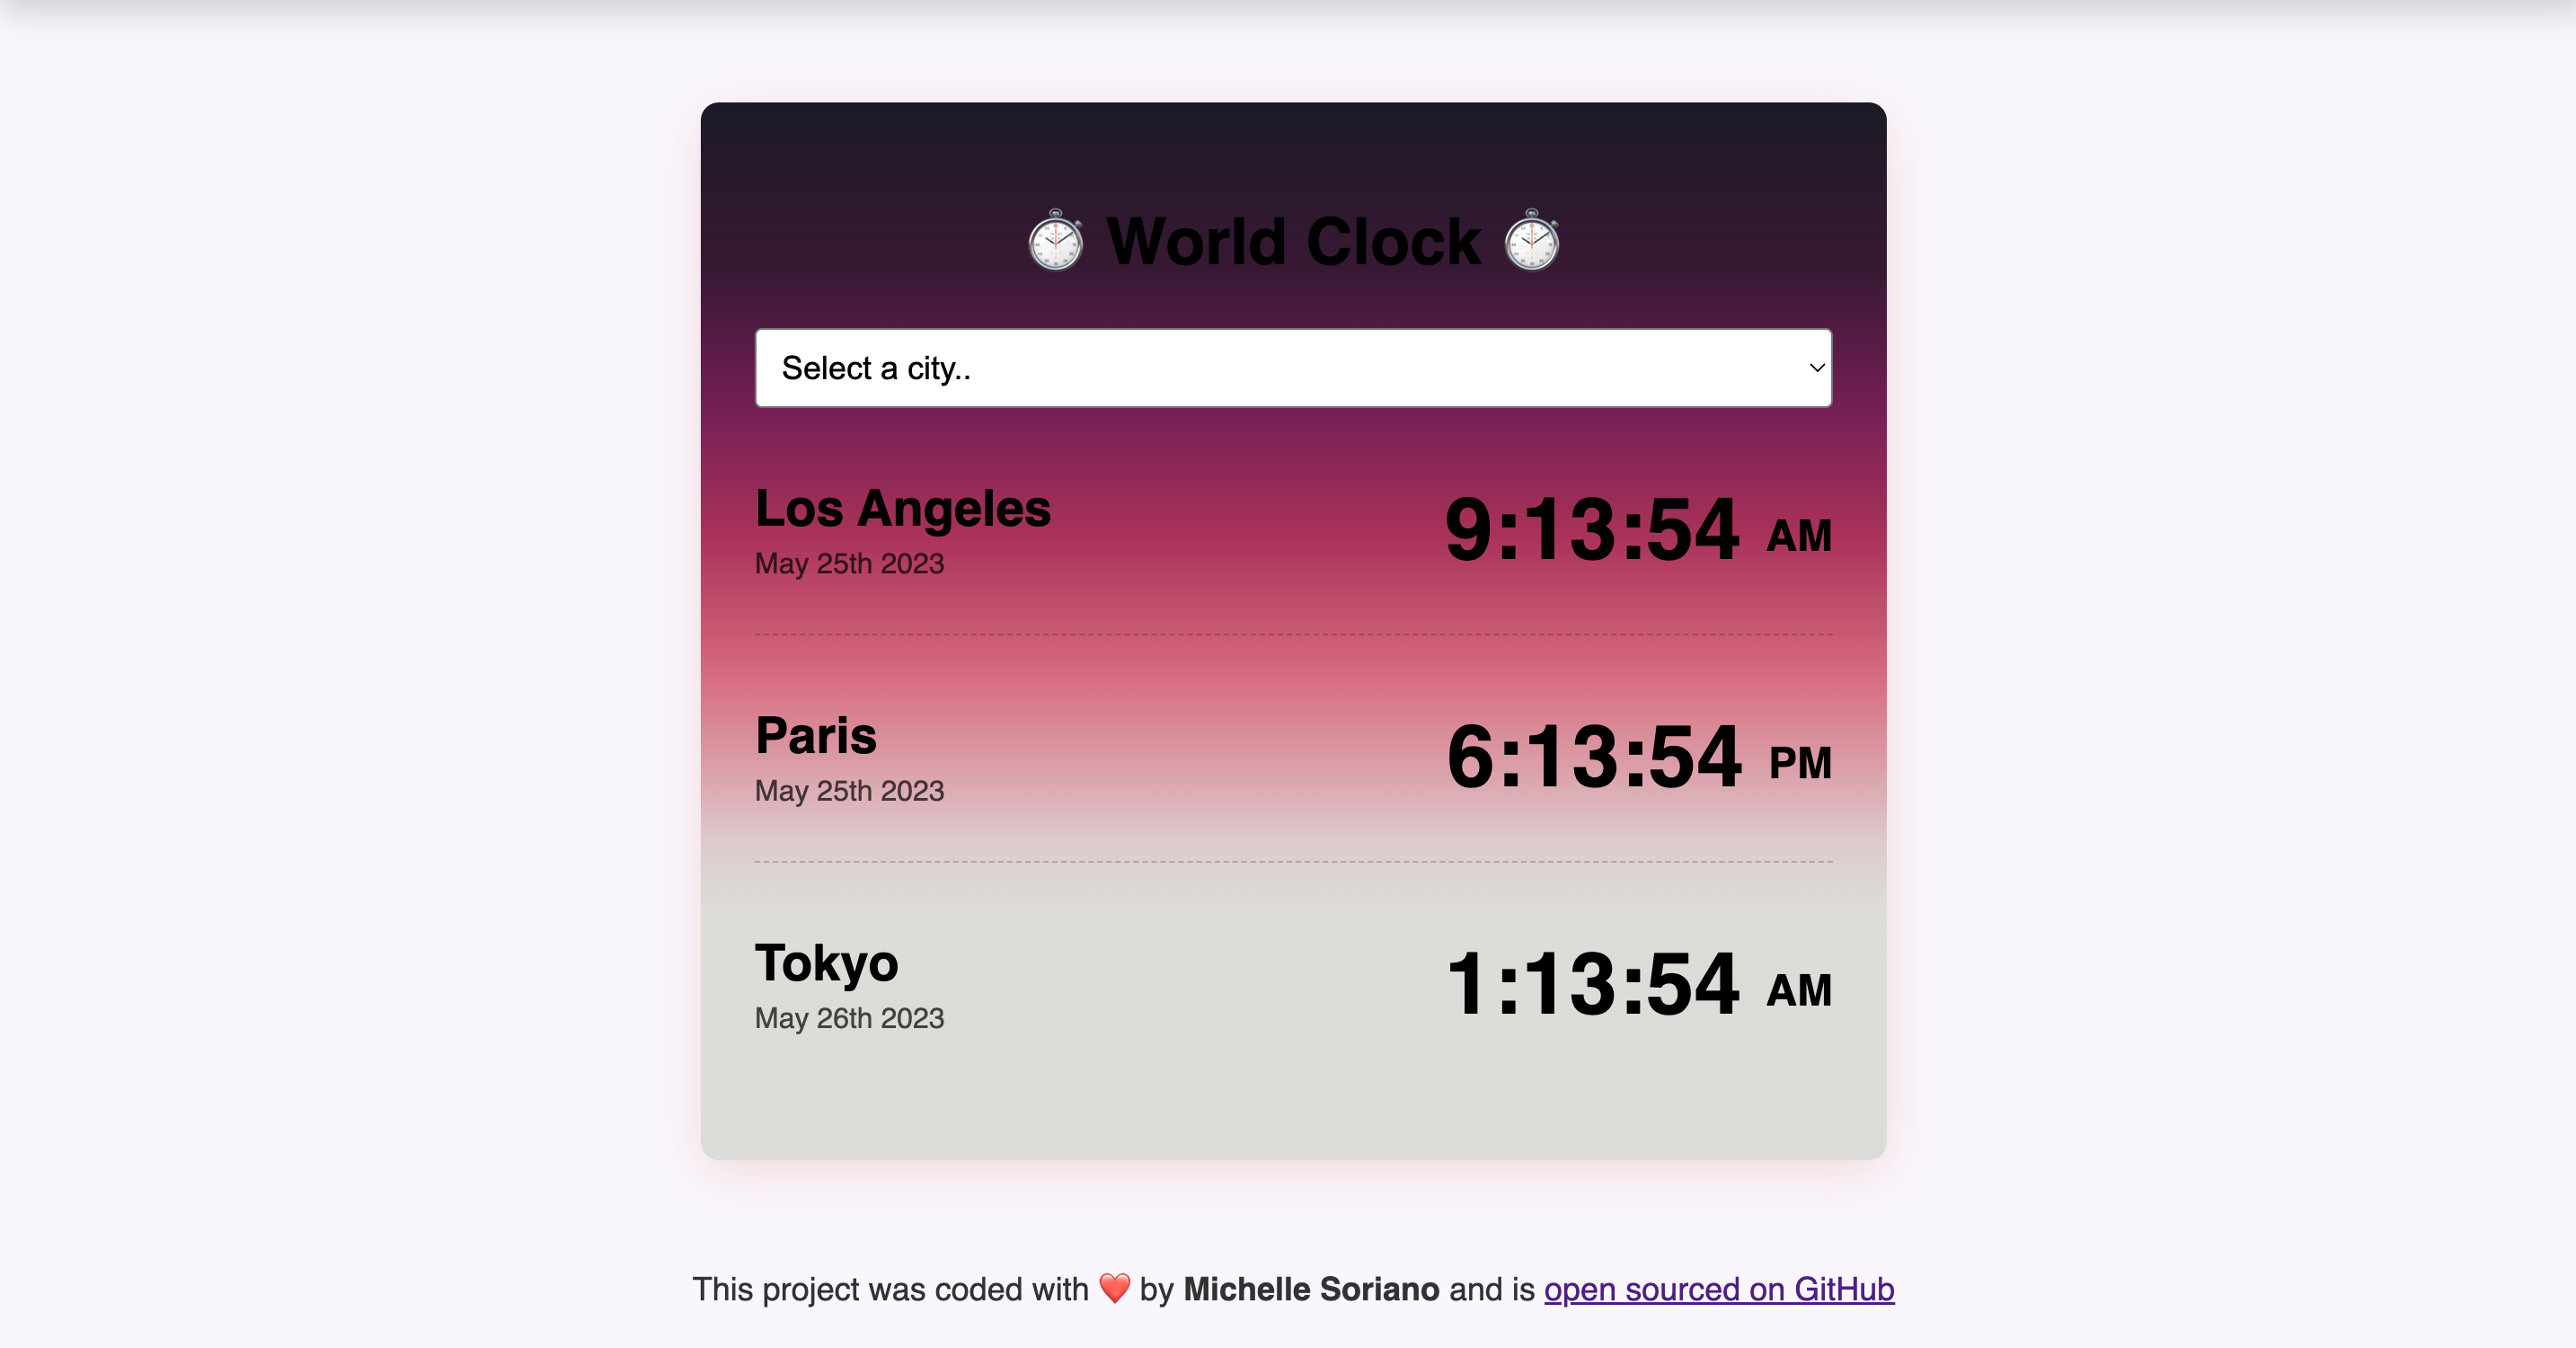 ⏱️ World Clock ⏱️
Select a city..
Los Angeles
9:13:54 AM
May 25th 2023
Paris
6:13:54 PM
May 25th 2023
Tokyo
1:13:54 AM
May 26th 2023
This project was coded with ❤️ by Michelle Soriano and is open sourced on GitHub